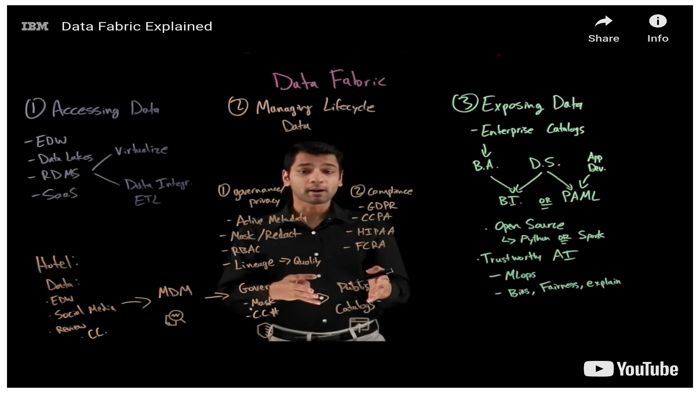 IBM Data Fabric Explained
Share
Info
Data Fabric
① Accessing Data
- EDW
- Data Lakes
- RDMS
- SaaS
Virtualize
Data Integr.
ETL
② Managing Lifecycle
Data
① governance/
privacy
- Active Metadata
- Mask/Redact
- RBAC
- Lineage → Quality
② Compliance
- GDPR
- CCPA
- HIPAA
- FCRA
③ Exposing Data
- Enterprise Catalogs
B.A.
D.S.
App
Dev.
BI. OR PAML
· Open Source
↳ Python OR Spark
· Trustworthy AI
- MLops
- Bias, Fairness, explain
Hotel:
Data:
· EDW
· Social Media
· Review
· CC.
→ MDM →
- Mask
- CC#
Catalogs
YouTube